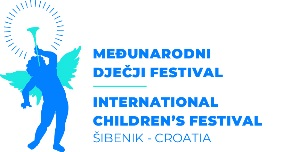 MEĐUNARODNI
DJEČJI FESTIVAL
INTERNATIONAL
CHILDREN'S FESTIVAL
ŠIBENIK - CROATIA